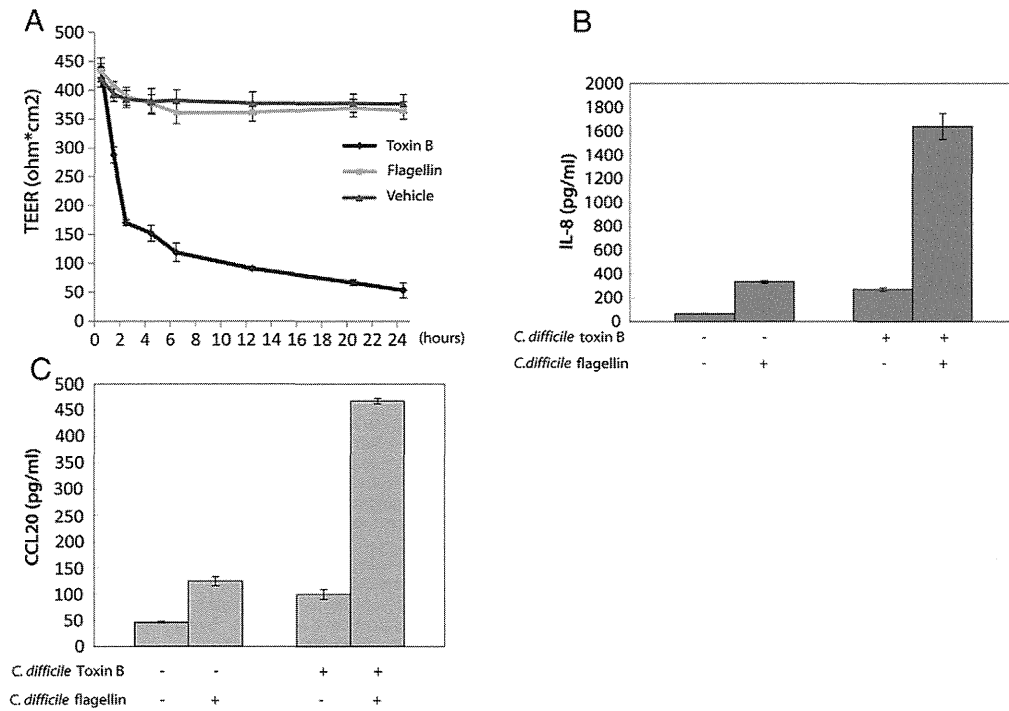 A
500
450
400
350
300
250
200
150
100
50
0
TEER (ohm*cm2)
Toxin B
Flagellin
Vehicle
0 2 4 6 8 10 12 14 16 18 20 22 24 (hours)
B
2000
1800
1600
1400
1200
1000
800
600
400
200
0
IL-8 (pg/ml)
C. difficile toxin B - - + +
C.difficile flagellin - + - +
C
500
450
400
350
300
500
250
200
150
100
50
0
CCL20 (pg/ml)
C. difficile Toxin B - - + +
C. difficile flagellin - + - +